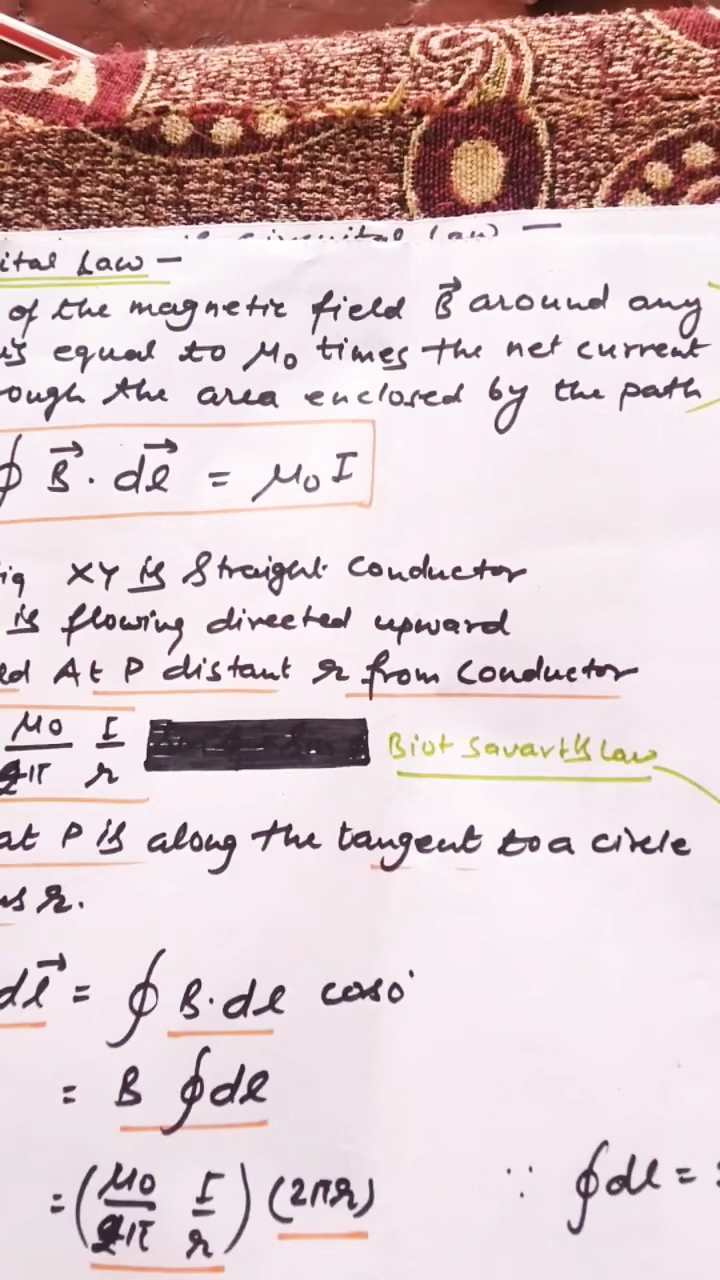 Circuital Law —
ital Law —
of the magnetic field B⃗ around any
is equal to μ₀ times the net current
ough the area enclosed by the path
∮ B⃗ . dl⃗ = μ₀ I
ig XY is Straight Conductor
is flowing directed upward
ed At P distant r from Conductor
μ₀/2π I/r Biot Savart's Law
at P is along the tangent to a circle
us r.
dl⃗ = ∮ B.dl cos0°
= B ∮dl
= (μ₀/2π I/r) (2πr) ∵ ∮dl =